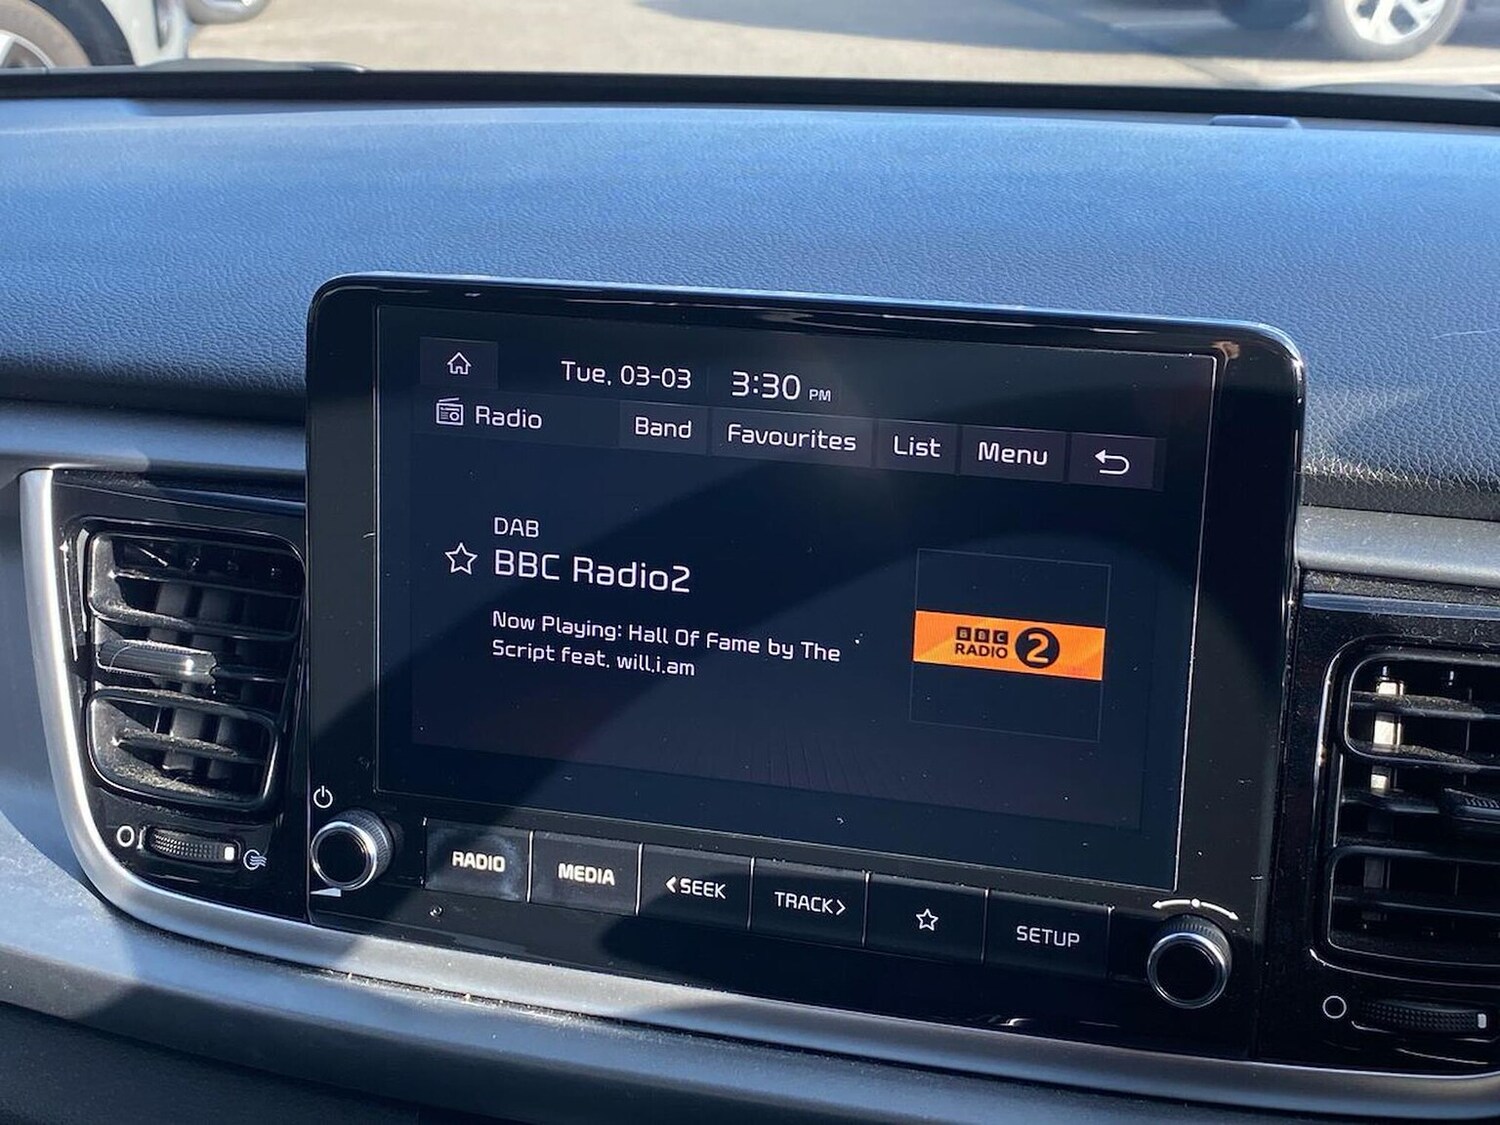 Tue, 03-03 3:30 PM
Radio Band Favourites List Menu
DAB
BBC Radio2
Now Playing: Hall Of Fame by The
Script feat. will.i.am
BBC
RADIO 2
RADIO MEDIA <SEEK TRACK> SETUP